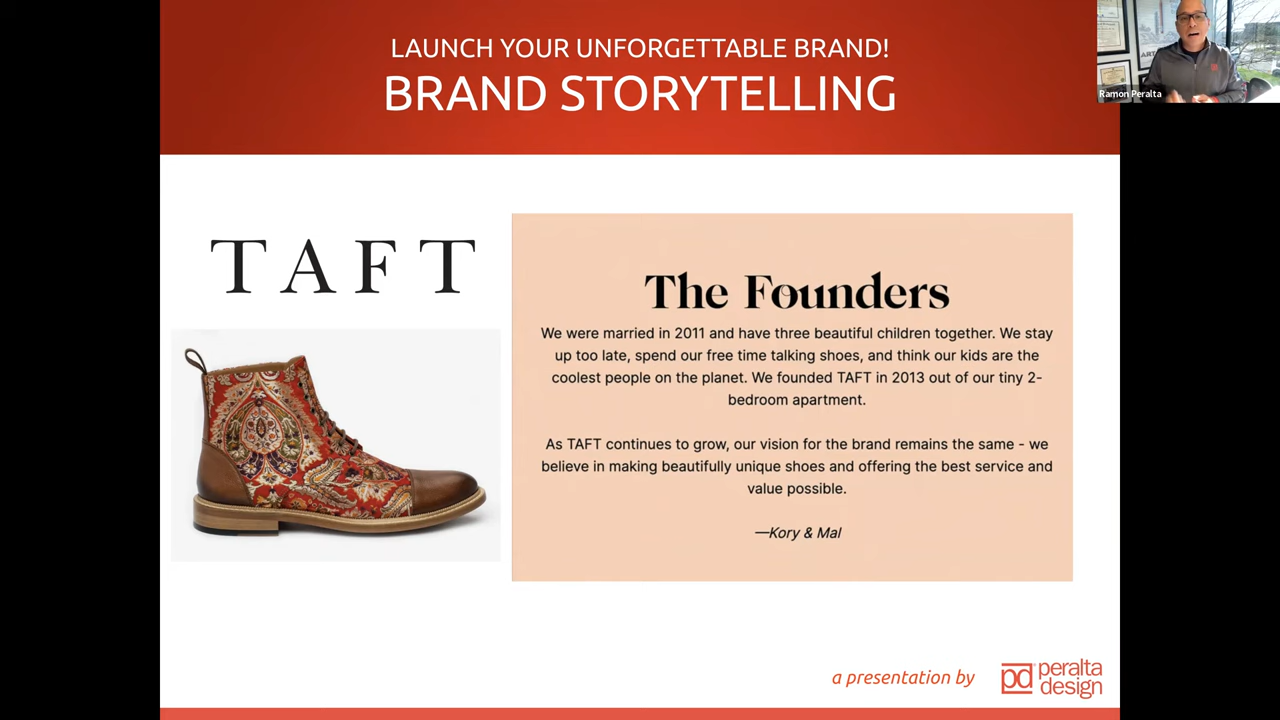 LAUNCH YOUR UNFORGETTABLE BRAND!
BRAND STORYTELLING
Ramon Peralta
TAFT
The Founders
We were married in 2011 and have three beautiful children together. We stay
up too late, spend our free time talking shoes, and think our kids are the
coolest people on the planet. We founded TAFT in 2013 out of our tiny 2-
bedroom apartment.
As TAFT continues to grow, our vision for the brand remains the same - we
believe in making beautifully unique shoes and offering the best service and
value possible.
—Kory & Mal
a presentation by
pd peralta
design